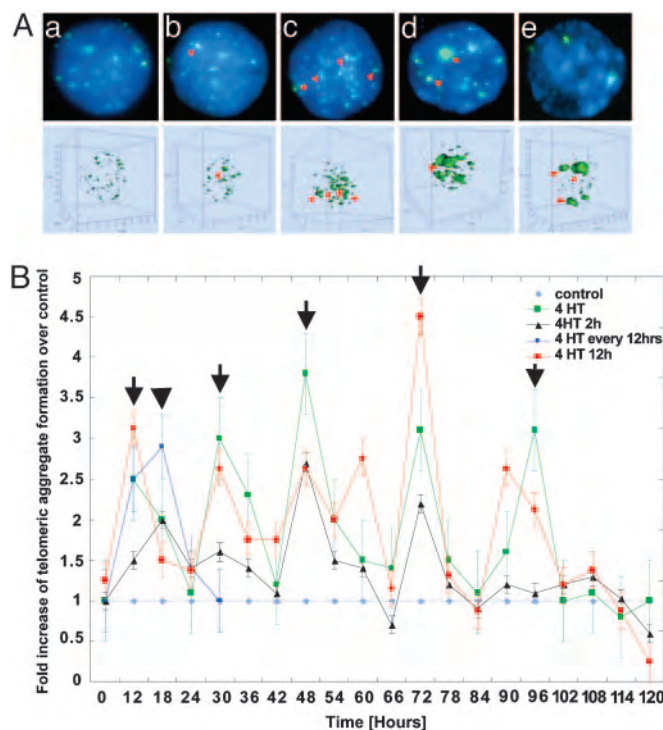 A
a b c d e
B
Fold increase of telomeric aggregate formation over control
5
4.5
4
3.5
3
2.5
2
1.5
1
0.5
0
control
4 HT
4HT 2h
4 HT every 12hrs
4 HT 12h
0 12 18 24 30 36 42 48 54 60 66 72 78 84 90 96 102 108 114 120
Time [Hours]